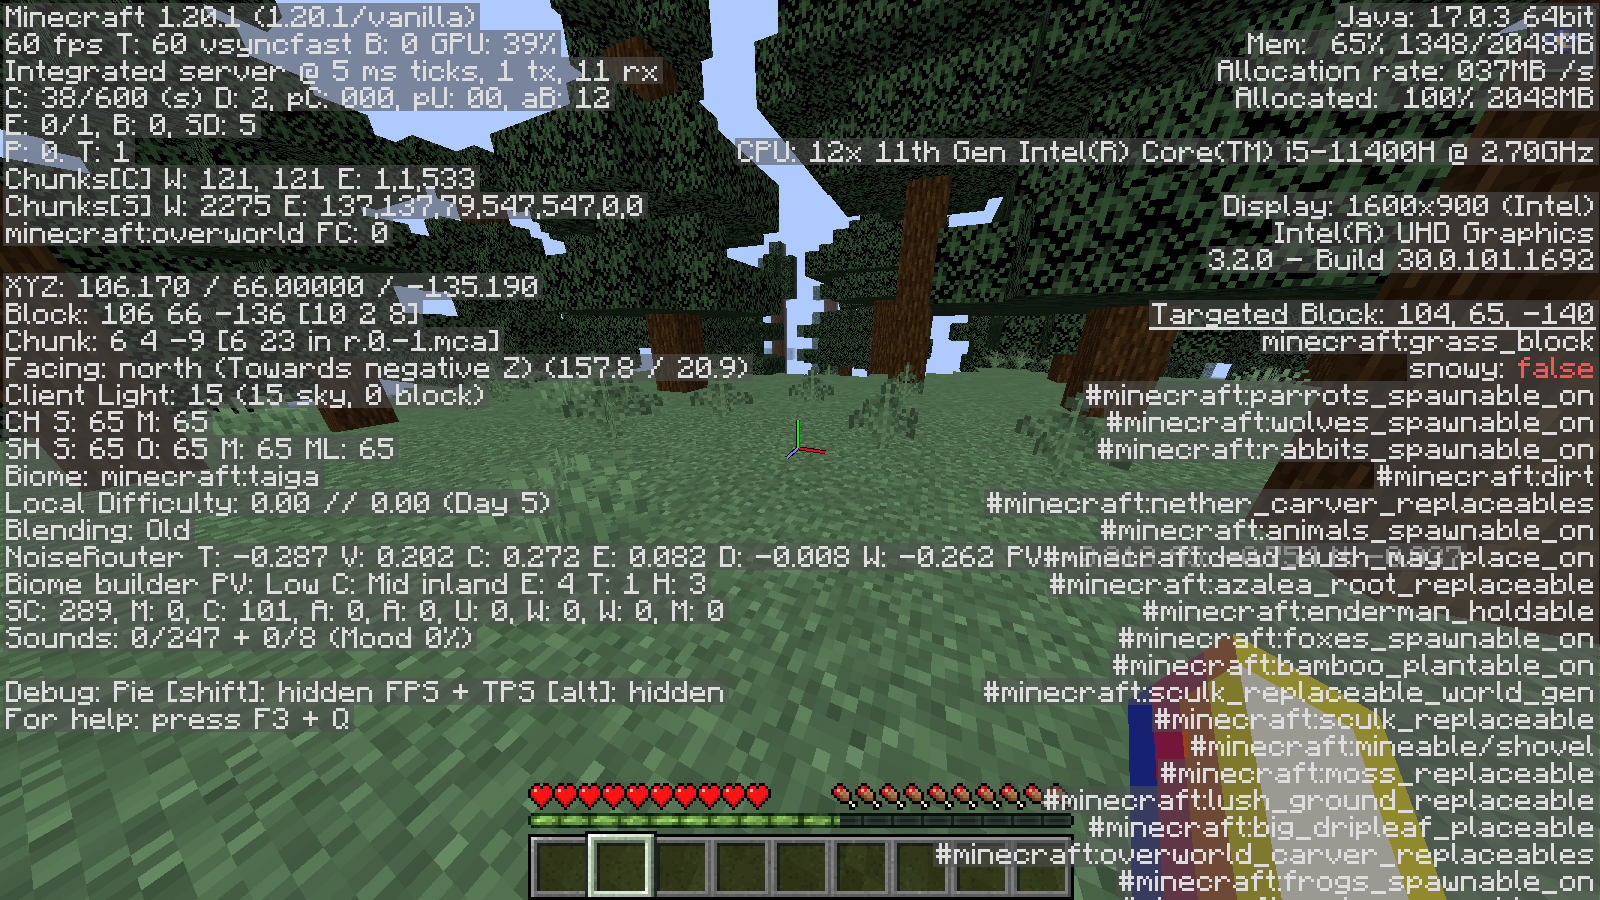 Minecraft 1.20.1 (1.20.1/vanilla)
60 fps T: 60 vsyncfast B: 0 GPU: 39%
Integrated server @ 5 ms ticks, 1 tx, 11 rx
C: 38/600 (s) D: 2, pC: 000, pU: 00, aB: 12
E: 0/1, B: 0, SD: 5
P: 0. T: 1
Chunks[C] W: 121, 121 E: 1,1,533
Chunks[S] W: 2275 E: 137,137,79,547,547,0,0
minecraft:overworld FC: 0
XYZ: 106.170 / 66.00000 / -135.190
Block: 106 66 -136 [10 2 8]
Chunk: 6 4 -9 [6 23 in r.0.-1.mca]
Facing: north (Towards negative Z) (157.8 / 20.9)
Client Light: 15 (15 sky, 0 block)
CH S: 65 M: 65
SH S: 65 O: 65 M: 65 ML: 65
Biome: minecraft:taiga
Local Difficulty: 0.00 // 0.00 (Day 5)
Blending: Old
NoiseRouter T: -0.287 V: 0.202 C: 0.272 E: 0.082 D: -0.008 W: -0.262 PV
Biome builder PV: Low C: Mid inland E: 4 T: 1 H: 3
SC: 289, M: 0, C: 101, A: 0, A: 0, U: 0, W: 0, W: 0, M: 0
Sounds: 0/247 + 0/8 (Mood 0%)
Debug: Pie [shift]: hidden FPS + TPS [alt]: hidden
For help: press F3 + Q
Java: 17.0.3 64bit
Mem: 65% 1348/2048MB
Allocation rate: 037MB /s
Allocated: 100% 2048MB
CPU: 12x 11th Gen Intel(R) Core(TM) i5-11400H @ 2.70GHz
Display: 1600x900 (Intel)
Intel(R) UHD Graphics
3.2.0 - Build 30.0.101.1692
Targeted Block: 104, 65, -140
minecraft:grass_block
snowy: false
#minecraft:parrots_spawnable_on
#minecraft:wolves_spawnable_on
#minecraft:rabbits_spawnable_on
#minecraft:dirt
#minecraft:nether_carver_replaceables
#minecraft:animals_spawnable_on
#minecraft:dead_bush_may_place_on
#minecraft:azalea_root_replaceable
#minecraft:enderman_holdable
#minecraft:foxes_spawnable_on
#minecraft:bamboo_plantable_on
#minecraft:sculk_replaceable_world_gen
#minecraft:sculk_replaceable
#minecraft:mineable/shovel
#minecraft:moss_replaceable
#minecraft:lush_ground_replaceable
#minecraft:big_dripleaf_placeable
#minecraft:overworld_carver_replaceables
#minecraft:frogs_spawnable_on